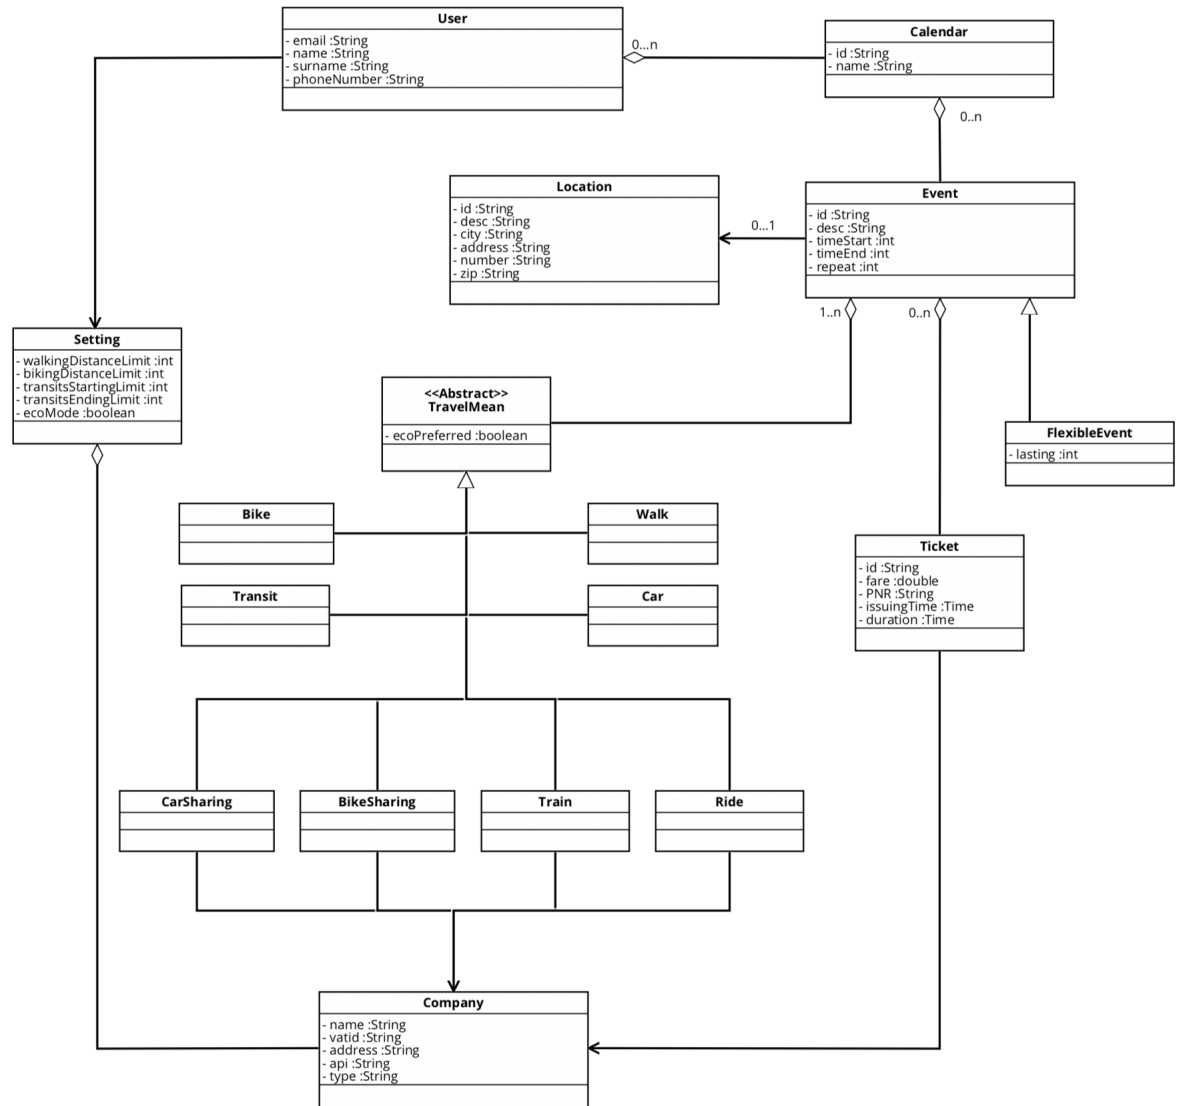 User
- email :String
- name :String
- surname :String
- phoneNumber :String
0...n
Calendar
- id :String
- name :String
0..n
Location
- id :String
- desc :String
- city :String
- address :String
- number :String
- zip :String
0...1
Event
- id :String
- desc :String
- timeStart :int
- timeEnd :int
- repeat :int
1..n
0..n
Setting
- walkingDistanceLimit :int
- bikingDistanceLimit :int
- transitsStartingLimit :int
- transitsEndingLimit :int
- ecoMode :boolean
<<Abstract>>
TravelMean
- ecoPreferred :boolean
FlexibleEvent
- lasting :int
Bike
Walk
Ticket
- id :String
- fare :double
- PNR :String
- issuingTime :Time
- duration :Time
Transit
Car
CarSharing
BikeSharing
Train
Ride
Company
- name :String
- vatid :String
- address :String
- api :String
- type :String